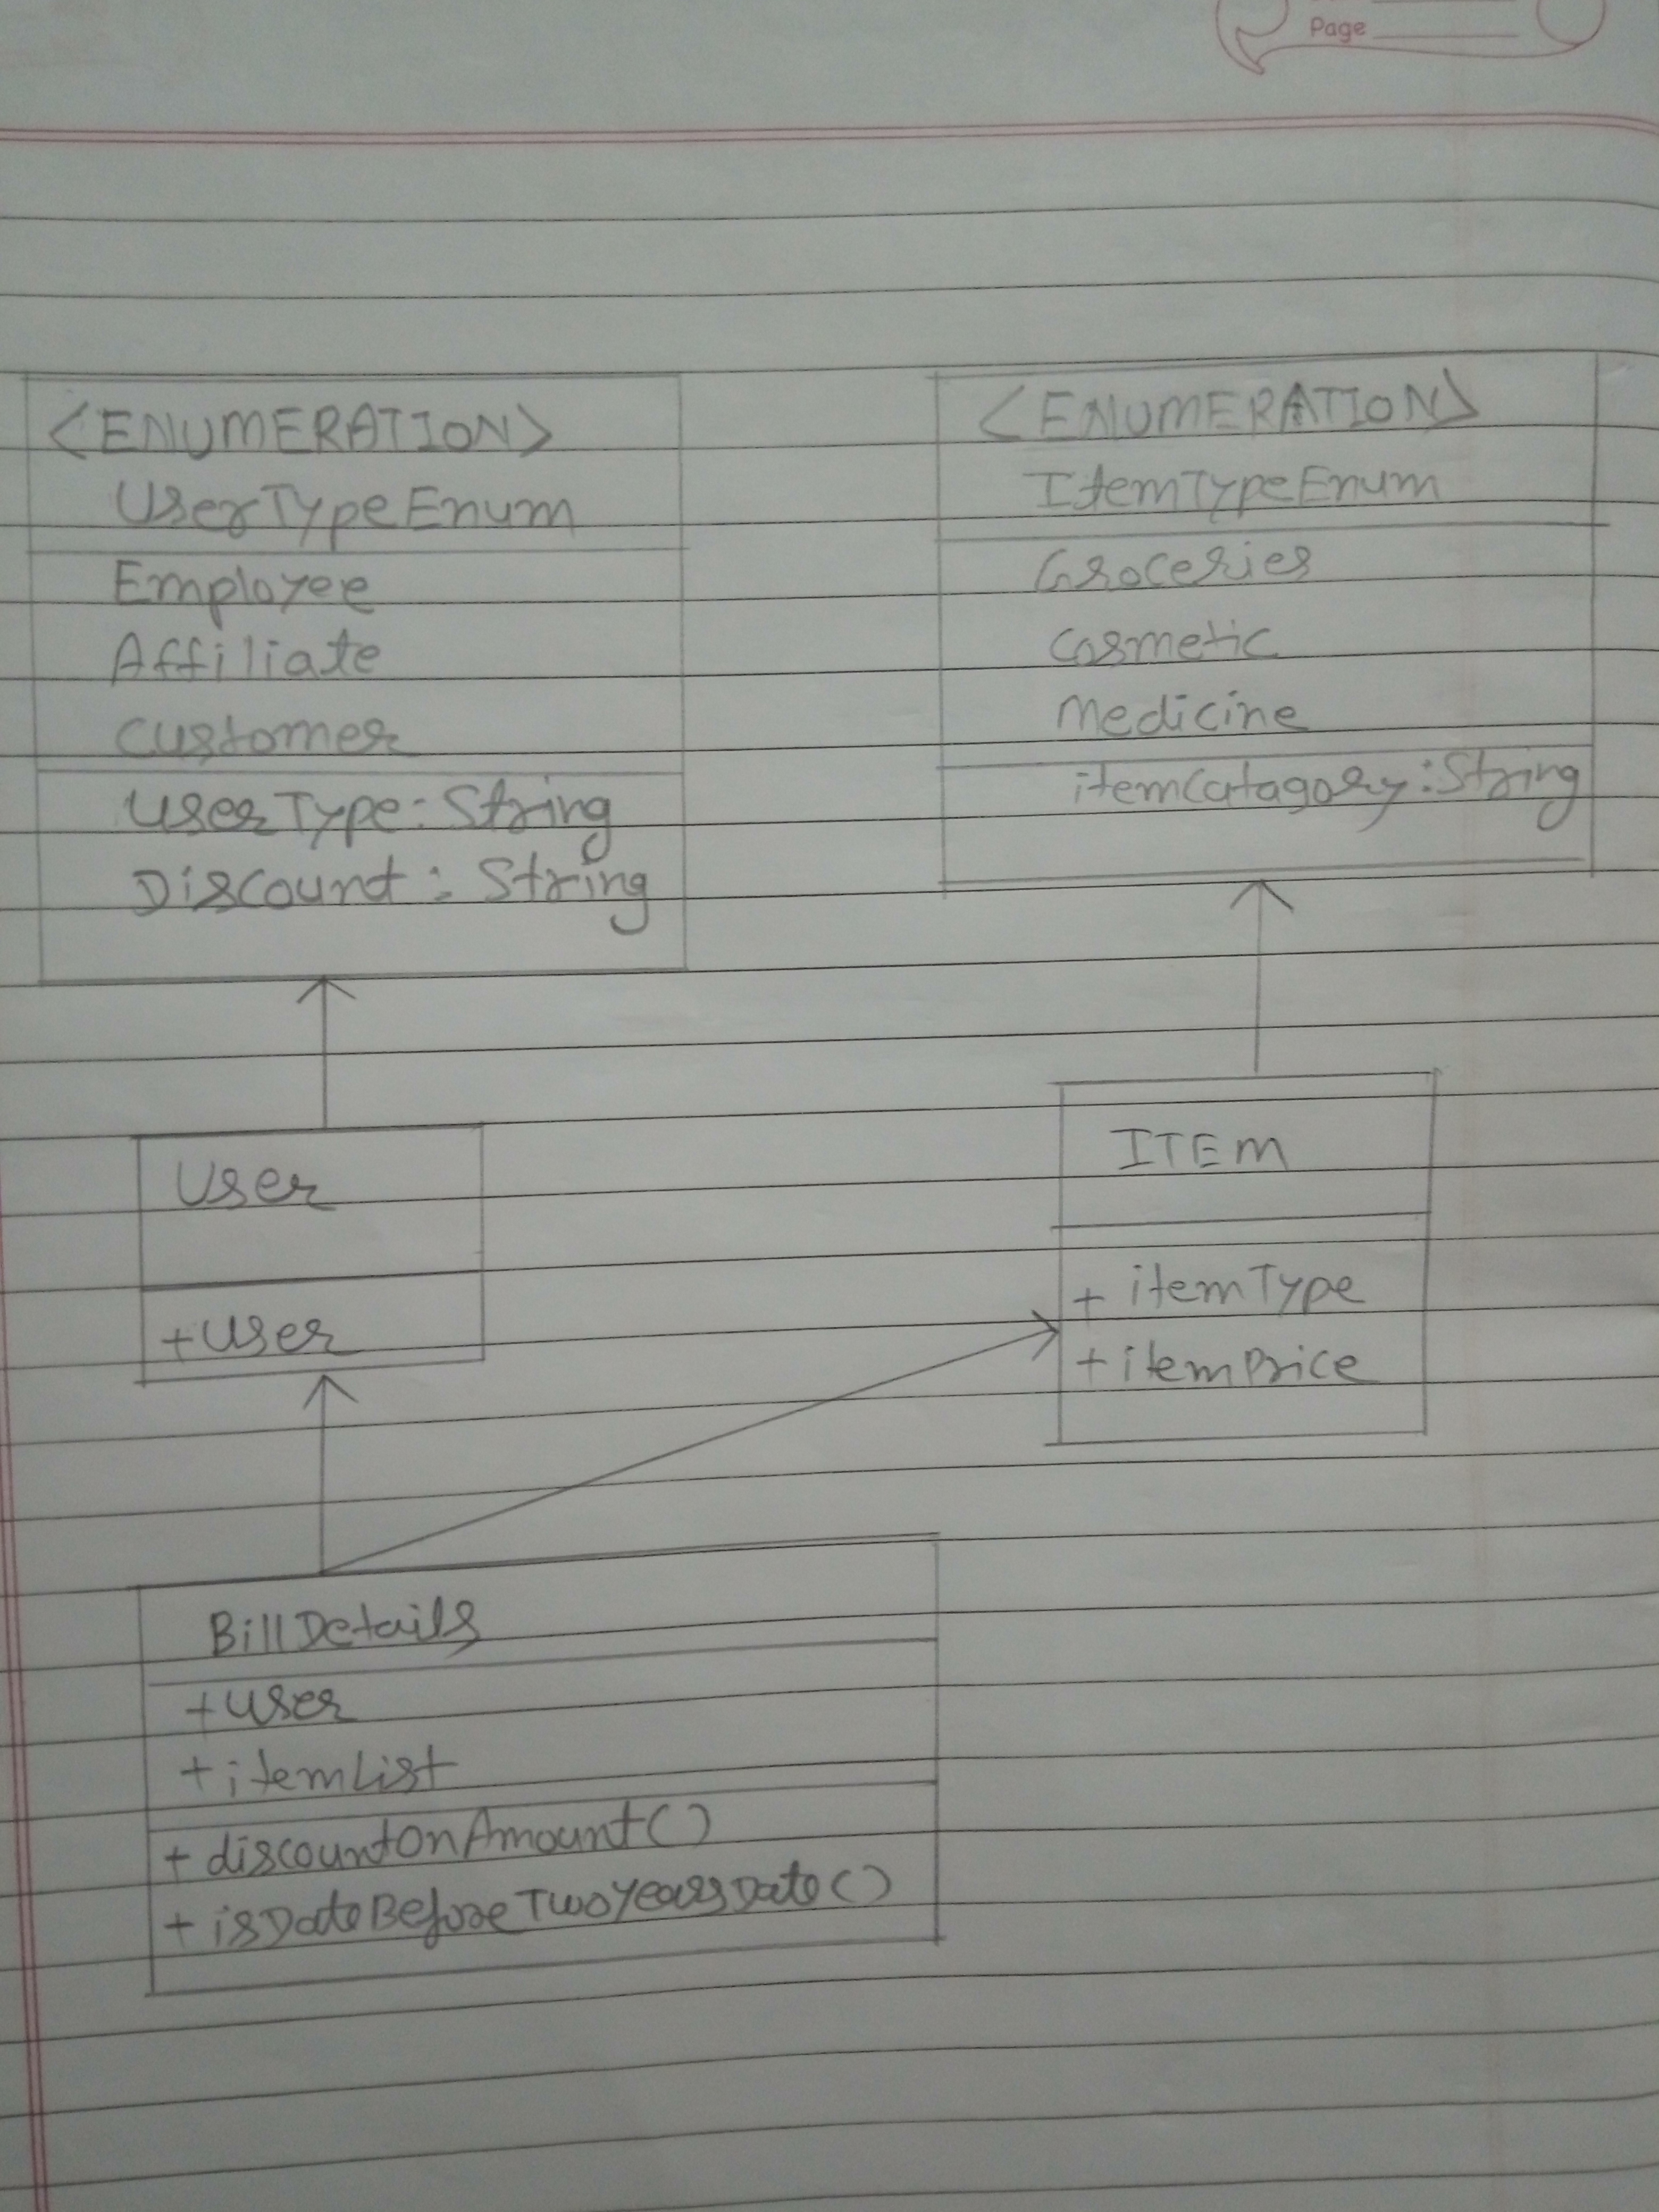 Page
<ENUMERATION>
UserTypeEnum
Employee
Affiliate
Customer
UserType:String
Discount: String
<ENUMERATION>
ItemTypeEnum
Groceries
Cosmetic
Medicine
itemCatagory:String
User
+user
ITEM
+ itemType
+ itemPrice
BillDetails
+user
+itemList
+ discountOnAmount()
+ isDateBeforeTwoYearsDate()